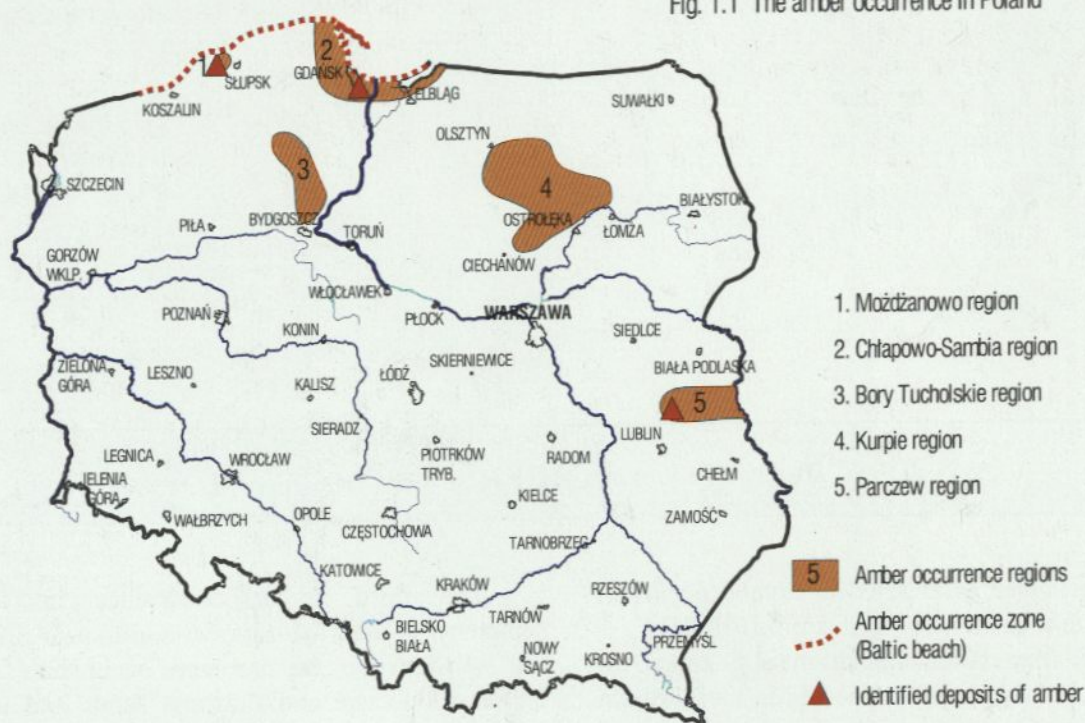 Fig. 1.1 The amber occurrence in Poland
1
SŁUPSK
2
GDAŃSK
ELBLĄG
KOSZALIN
SUWAŁKI
OLSZTYN
SZCZECIN
3
4
BIAŁYSTOK
PIŁA
BYDGOSZCZ
TORUŃ
OSTROŁĘKA
ŁOMŻA
GORZÓW
WKLP.
CIECHANÓW
WŁOCŁAWEK
PŁOCK
WARSZAWA
POZNAŃ
KONIN
SIEDLCE
SKIERNIEWICE
BIAŁA PODLASKA
ZIELONA
GÓRA
LESZNO
KALISZ
ŁÓDŹ
5
SIERADZ
LUBLIN
LEGNICA
WROCŁAW
PIOTRKÓW
TRYB.
RADOM
CHEŁM
JELENIA
GÓRA
WAŁBRZYCH
OPOLE
CZĘSTOCHOWA
KIELCE
ZAMOŚĆ
TARNOBRZEG
KATOWICE
KRAKÓW
RZESZÓW
TARNÓW
BIELSKO
BIAŁA
NOWY
SĄCZ
KROSNO
PRZEMYŚL
1. Możdżanowo region
2. Chłapowo-Sambia region
3. Bory Tucholskie region
4. Kurpie region
5. Parczew region
5 Amber occurrence regions
Amber occurrence zone
(Baltic beach)
Identified deposits of amber